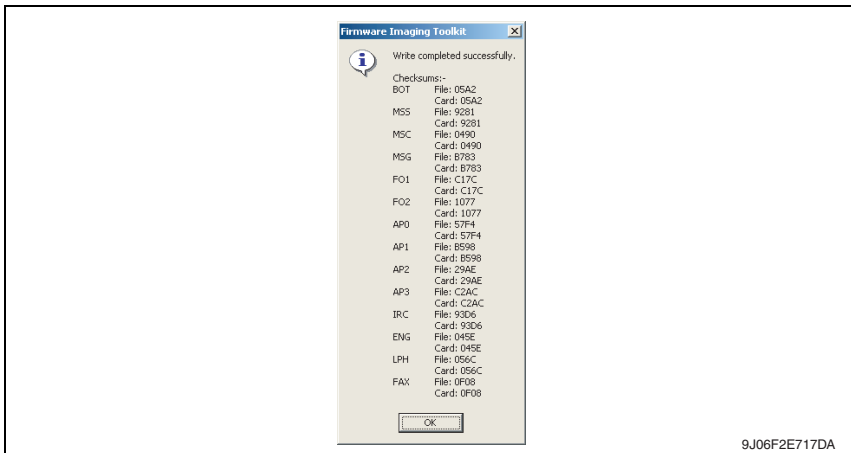 Firmware Imaging Toolkit
Write completed successfully.
Checksums:-
BOT File: 05A2
Card: 05A2
MSS File: 9281
Card: 9281
MSC File: 0490
Card: 0490
MSG File: B783
Card: B783
FO1 File: C17C
Card: C17C
FO2 File: 1077
Card: 1077
AP0 File: 57F4
Card: 57F4
AP1 File: B598
Card: B598
AP2 File: 29AE
Card: 29AE
AP3 File: C2AC
Card: C2AC
IRC File: 93D6
Card: 93D6
ENG File: 045E
Card: 045E
LPH File: 056C
Card: 056C
FAX File: 0F08
Card: 0F08
OK
9J06F2E717DA